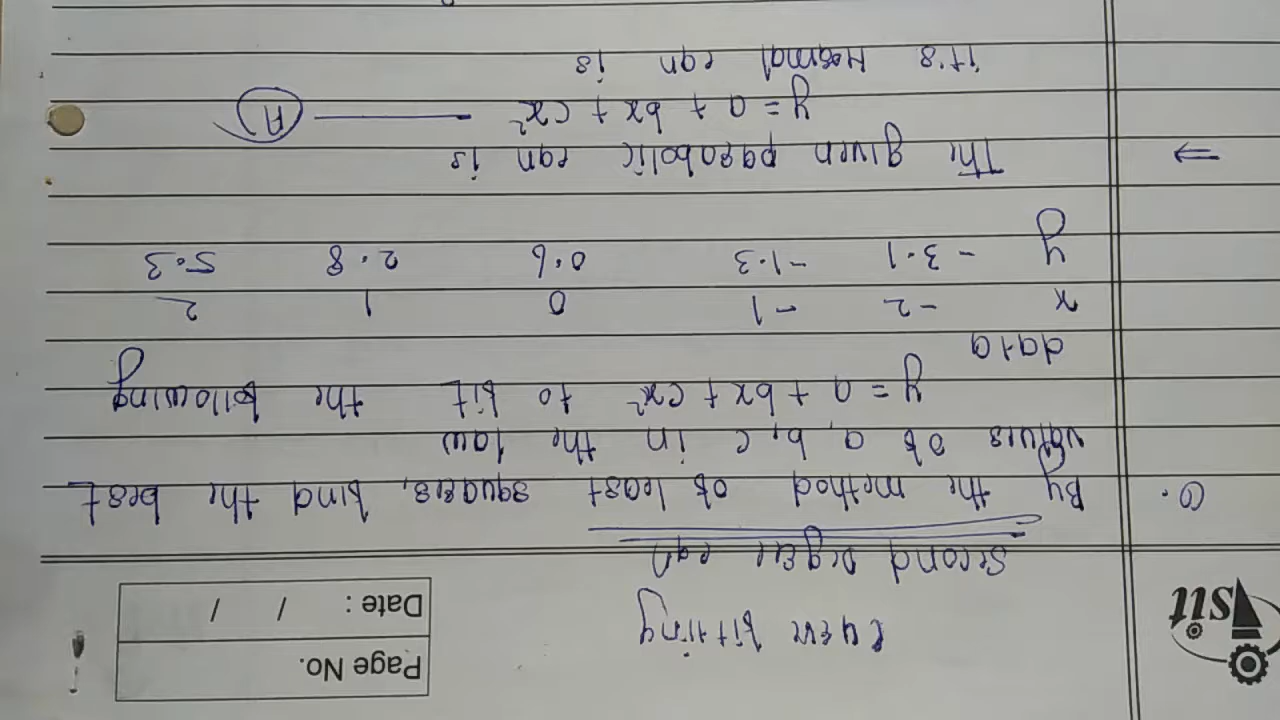 Page No.
Date : / /
sit
Curve fitting
Second Degree eqn
Q. By the method of least squares, find the best
values of a, b, c in the law
y = a + bx + cx² to fit the following
data
x -2 -1 0 1 2
y -3.1 -1.3 0.6 2.8 5.3
⇒ The given parabolic eqn is
y = a + bx + cx² — A
it's Normal eqn is